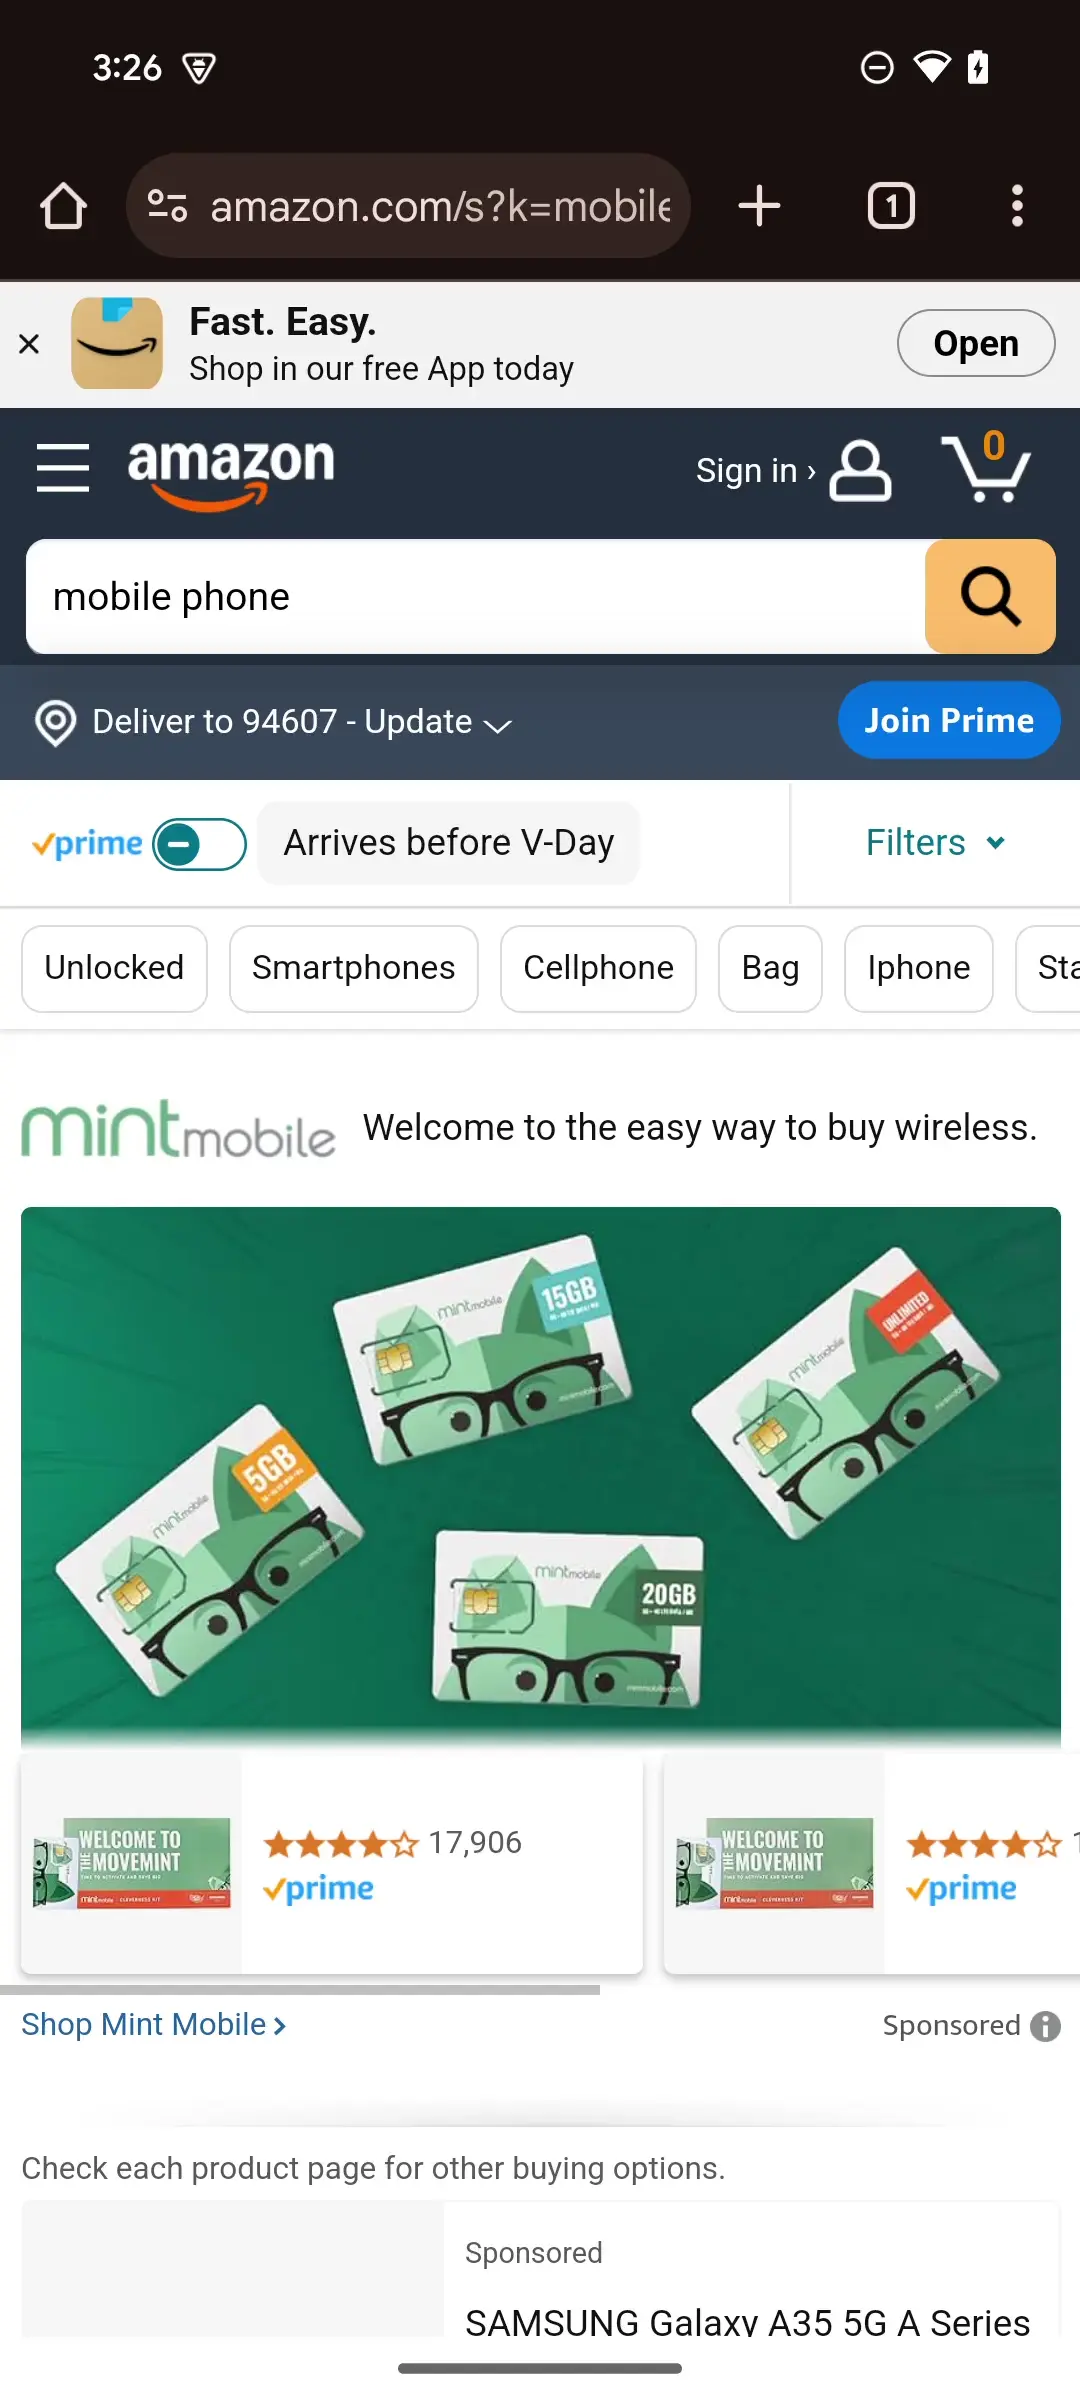 3:26
amazon.com/s?k=mobile
1
Fast. Easy.
Shop in our free App today
Open
amazon
Sign in ›
0
mobile phone
Deliver to 94607 - Update
Join Prime
prime
Arrives before V-Day
Filters
Unlocked
Smartphones
Cellphone
Bag
Iphone
Sta
mintmobile
Welcome to the easy way to buy wireless.
mintmobile
15GB
mintmobile
UNLIMITED
mintmobile
5GB
mintmobile
20GB
WELCOME TO
THE MOVEMINT
17,906
prime
WELCOME TO
THE MOVEMINT
prime
Shop Mint Mobile
Sponsored
Check each product page for other buying options.
Sponsored
SAMSUNG Galaxy A35 5G A Series